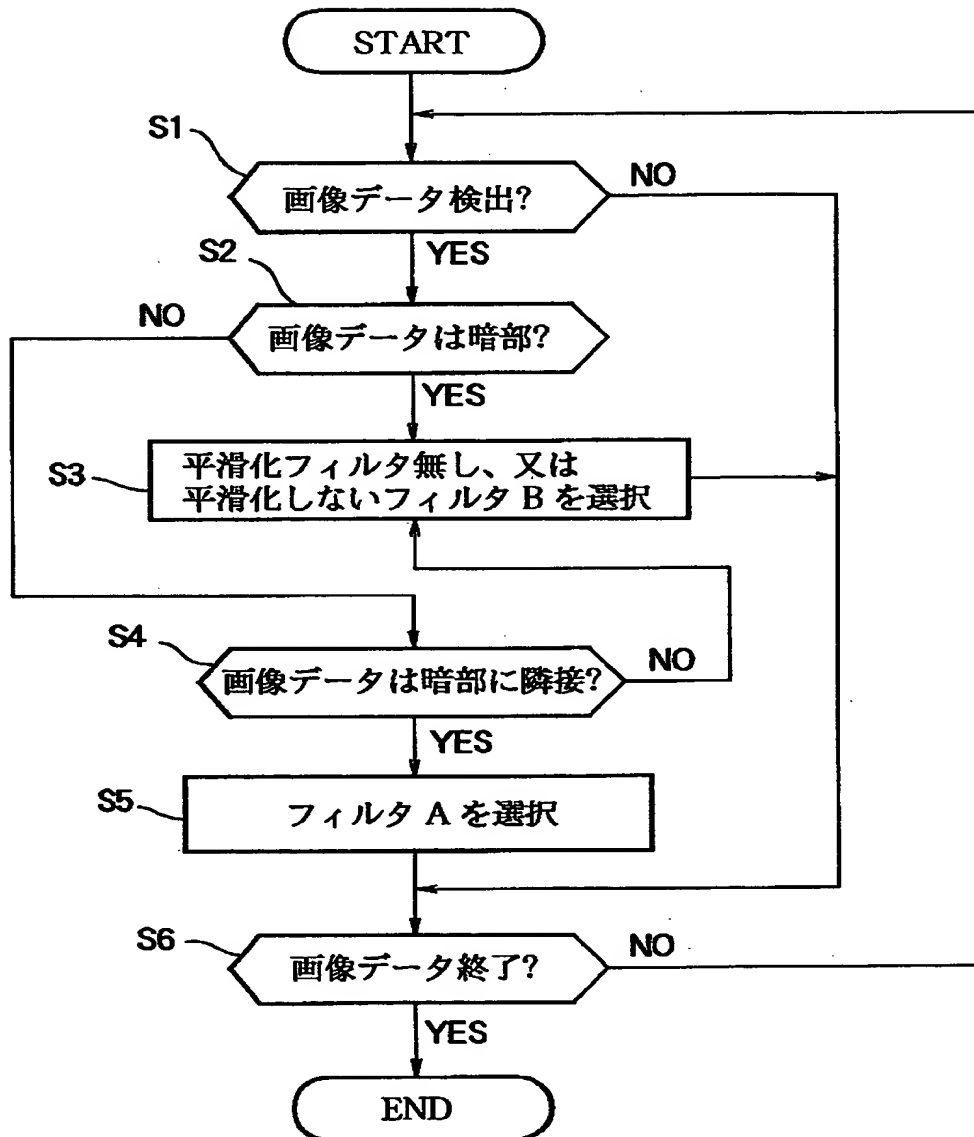 START
S1
画像データ検出?
NO
YES
S2
NO
画像データは暗部?
YES
S3
平滑化フィルタ無し、又は
平滑化しないフィルタ B を選択
S4
画像データは暗部に隣接?
NO
YES
S5
フィルタ A を選択
S6
画像データ終了?
NO
YES
END